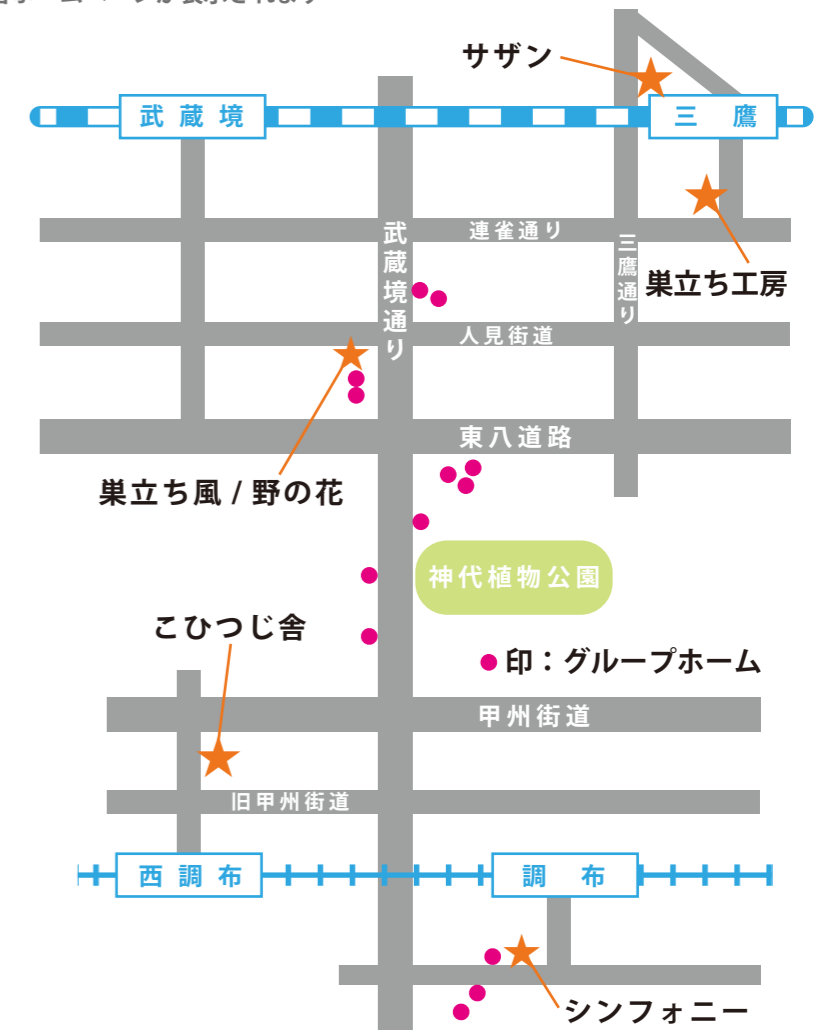 サザン
武蔵境
三鷹
連雀通り
武蔵境通り
三鷹通り
巣立ち工房
人見街道
東八道路
巣立ち風 / 野の花
神代植物公園
こひつじ舎
●印：グループホーム
甲州街道
旧甲州街道
西調布
調布
シンフォニー